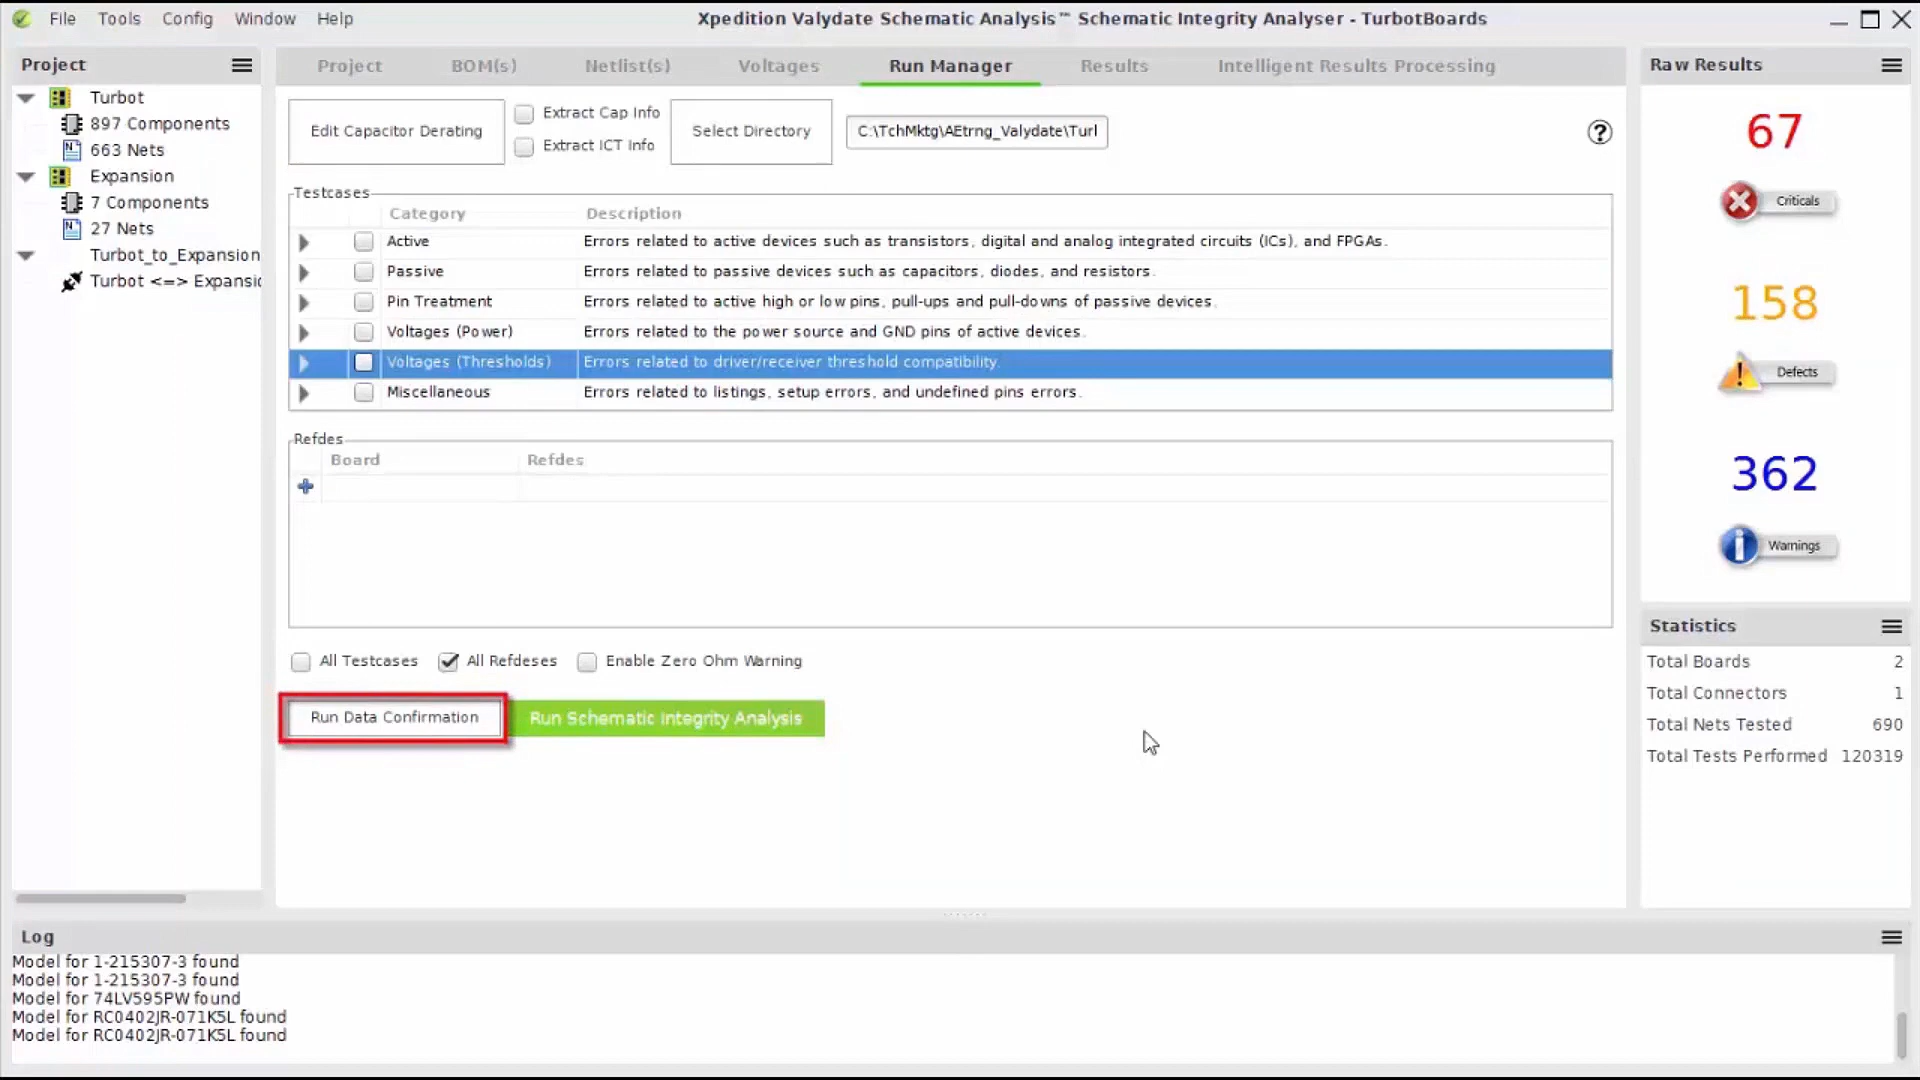 File Tools Config Window Help
Xpedition Valydate Schematic Analysis™ Schematic Integrity Analyser - TurbotBoards
Project
Turbot
897 Components
663 Nets
Expansion
7 Components
27 Nets
Turbot_to_Expansion
Turbot <=> Expansio
Project BOM(s) Netlist(s) Voltages Run Manager Results Intelligent Results Processing
Edit Capacitor Derating
Extract Cap Info
Extract ICT Info
Select Directory
C:\TchMktg\AEtrng_Valydate\Turl
Testcases
Category Description
Active Errors related to active devices such as transistors, digital and analog integrated circuits (ICs), and FPGAs.
Passive Errors related to passive devices such as capacitors, diodes, and resistors.
Pin Treatment Errors related to active high or low pins, pull-ups and pull-downs of passive devices.
Voltages (Power) Errors related to the power source and GND pins of active devices.
Voltages (Thresholds) Errors related to driver/receiver threshold compatibility.
Miscellaneous Errors related to listings, setup errors, and undefined pins errors.
Refdes
Board Refdes
All Testcases All Refdeses Enable Zero Ohm Warning
Run Data Confirmation Run Schematic Integrity Analysis
Raw Results
67
Criticals
158
Defects
362
Warnings
Statistics
Total Boards 2
Total Connectors 1
Total Nets Tested 690
Total Tests Performed 120319
Log
Model for 1-215307-3 found
Model for 1-215307-3 found
Model for 74LV595PW found
Model for RC0402JR-071K5L found
Model for RC0402JR-071K5L found